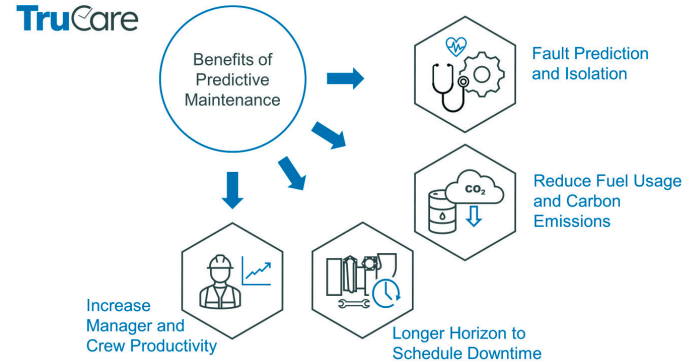 TruCare
Benefits of
Predictive
Maintenance
Fault Prediction
and Isolation
CO₂
Reduce Fuel Usage
and Carbon
Emissions
Longer Horizon to
Schedule Downtime
Increase
Manager and
Crew Productivity